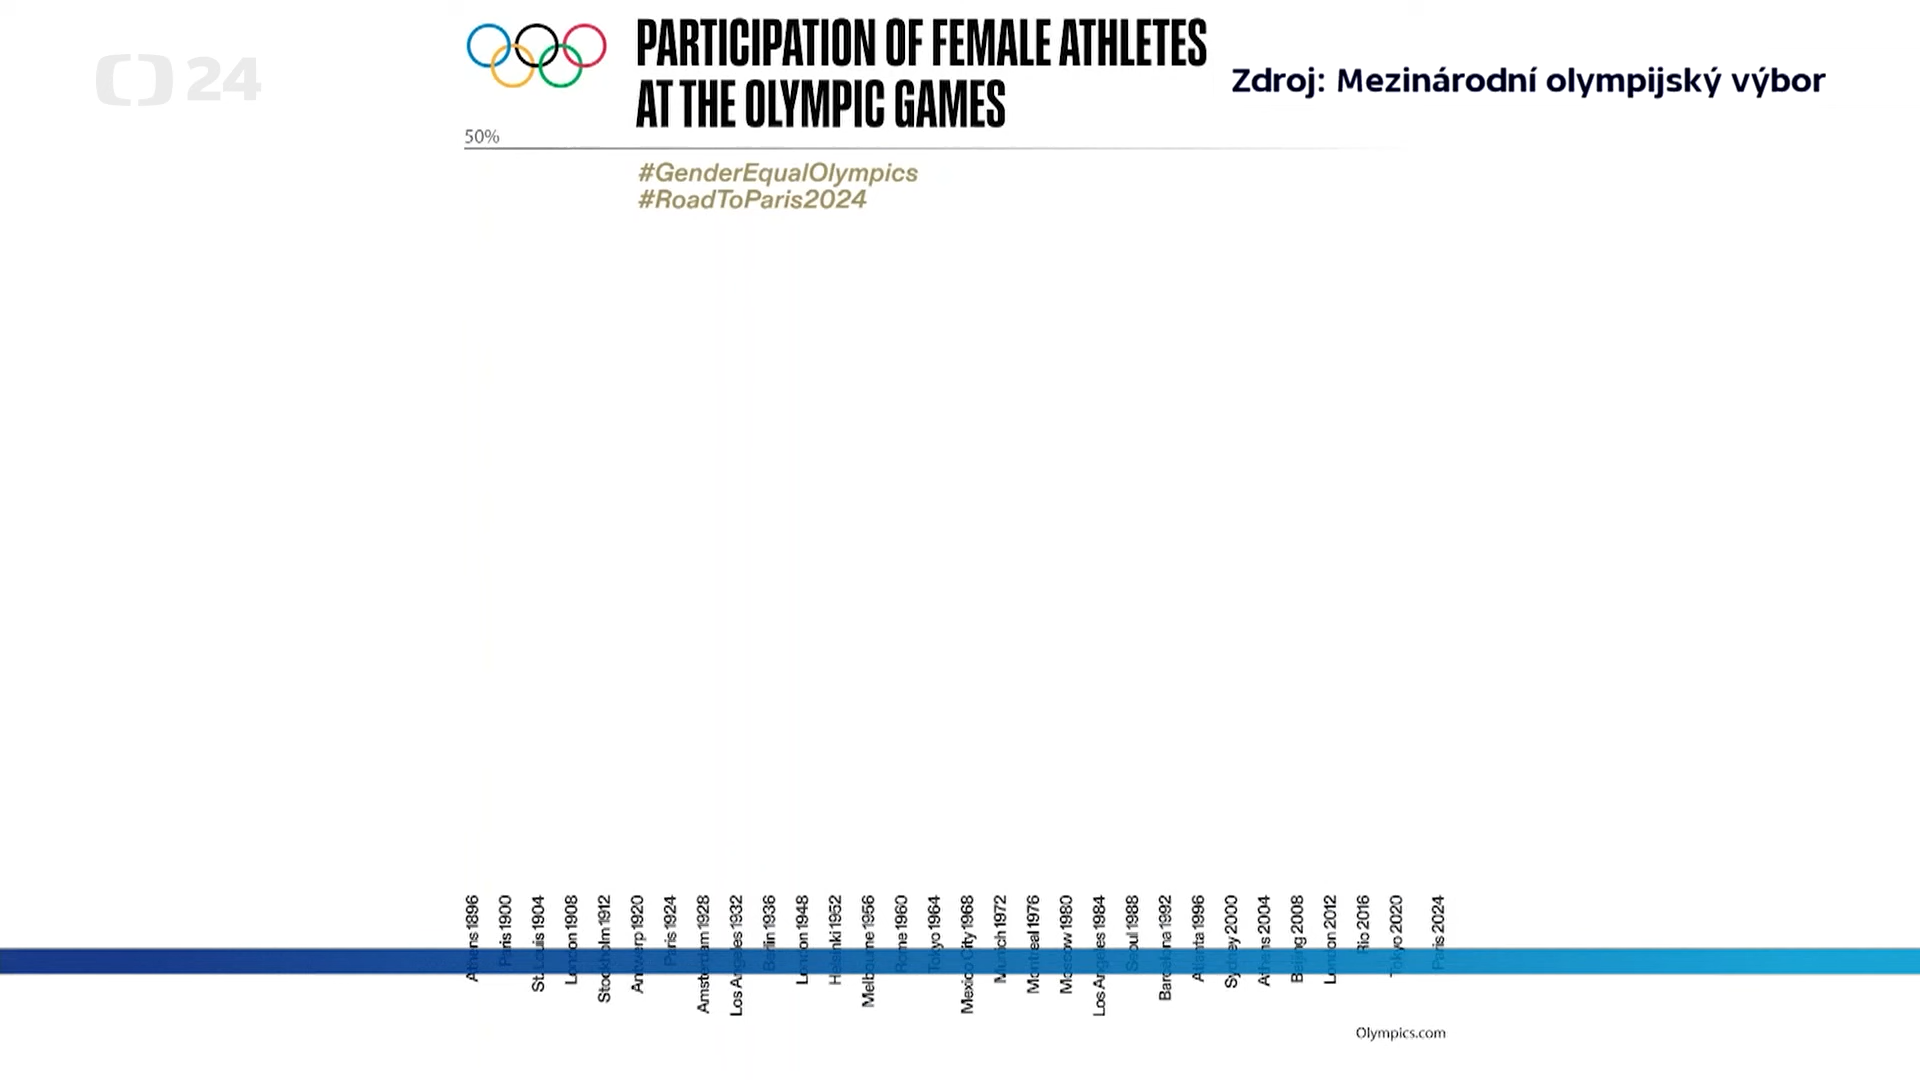 24
PARTICIPATION OF FEMALE ATHLETES
AT THE OLYMPIC GAMES
Zdroj: Mezinárodní olympijský výbor
50%
#GenderEqualOlympics
#RoadToParis2024
Athens 1896
Paris 1900
St. Louis 1904
London 1908
Stockholm 1912
Antwerp 1920
Paris 1924
Amsterdam 1928
Los Angeles 1932
Berlin 1936
London 1948
Helsinki 1952
Melbourne 1956
Rome 1960
Tokyo 1964
Mexico City 1968
Munich 1972
Montreal 1976
Moscow 1980
Los Angeles 1984
Seoul 1988
Barcelona 1992
Atlanta 1996
Sydney 2000
Athens 2004
Beijing 2008
London 2012
Rio 2016
Tokyo 2020
Paris 2024
Olympics.com